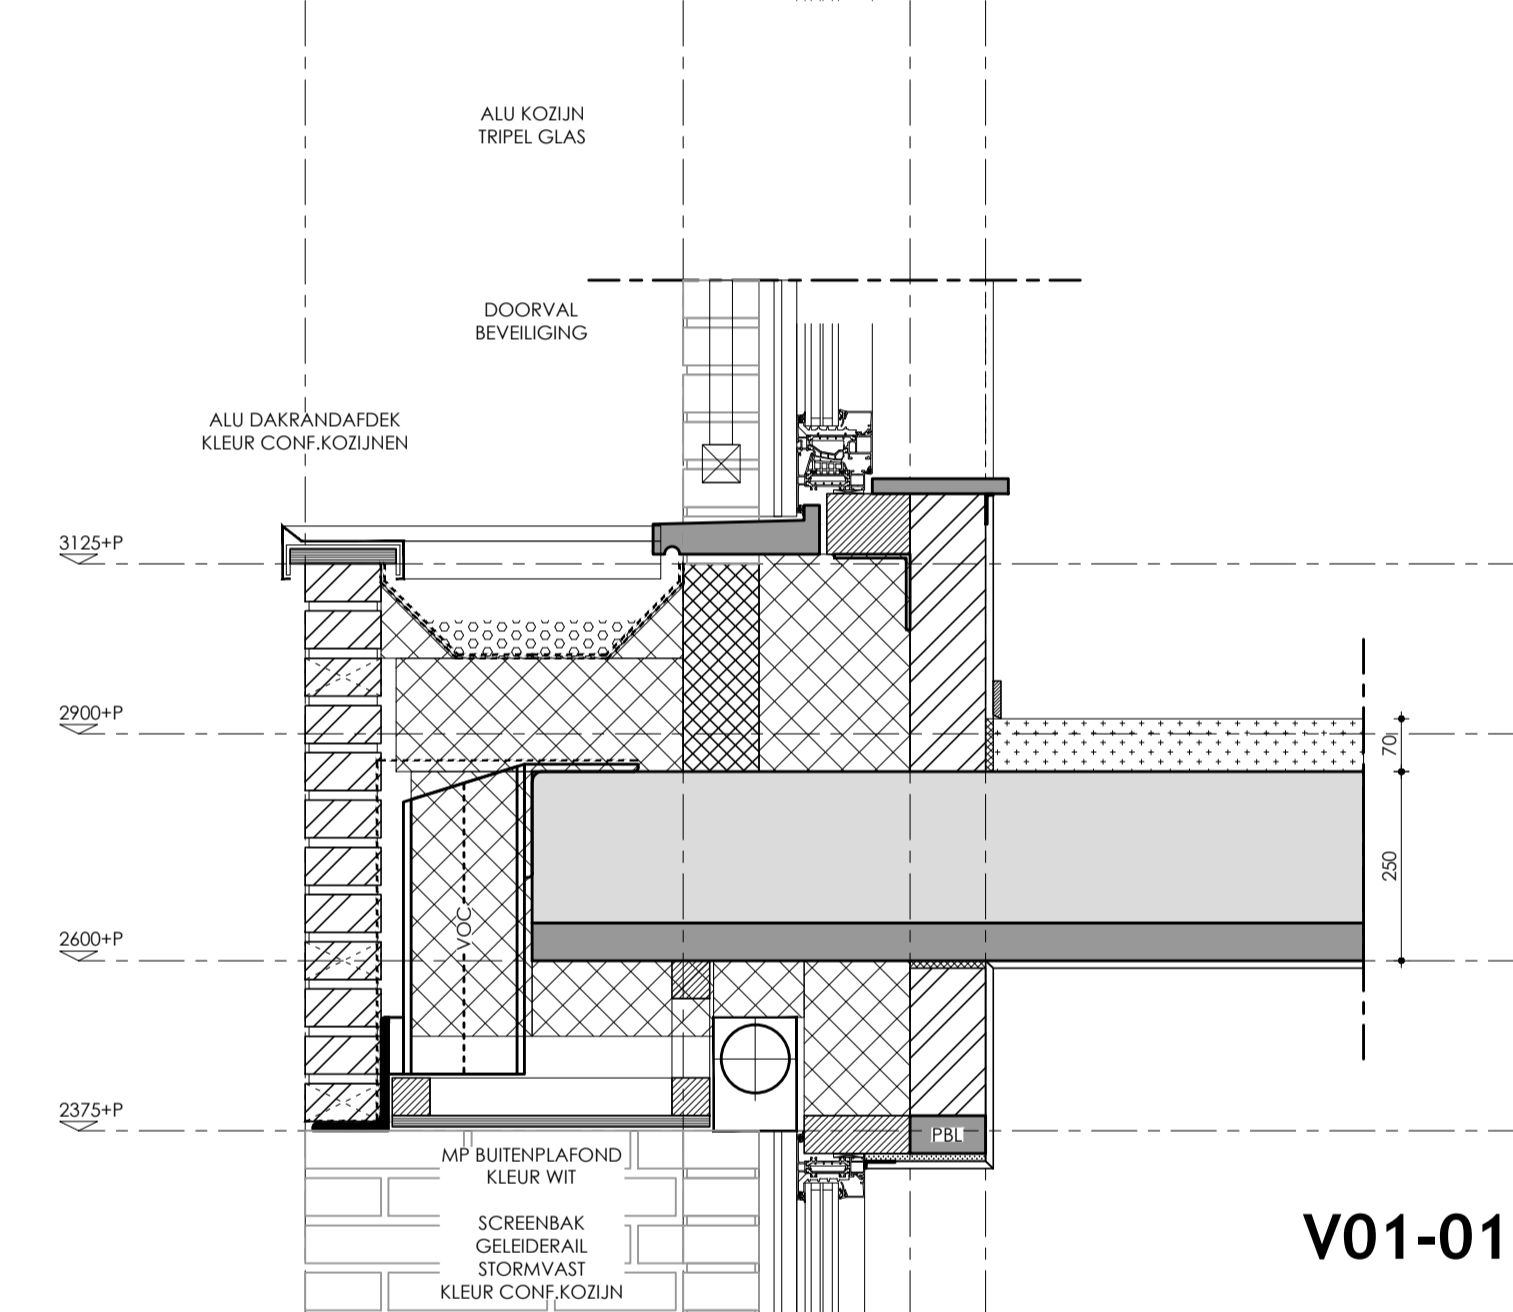 ALU KOZIJN
TRIPEL GLAS
DOORVAL
BEVEILIGING
ALU DAKRANDAFDEK
KLEUR CONF.KOZIJNEN
3125+P
2900+P
70
250
VOC
2600+P
2375+P
PBL
MP BUITENPLAFOND
KLEUR WIT
SCREENBAK
GELEIDERAIL
STORMVAST
KLEUR CONF.KOZIJN
V01-01